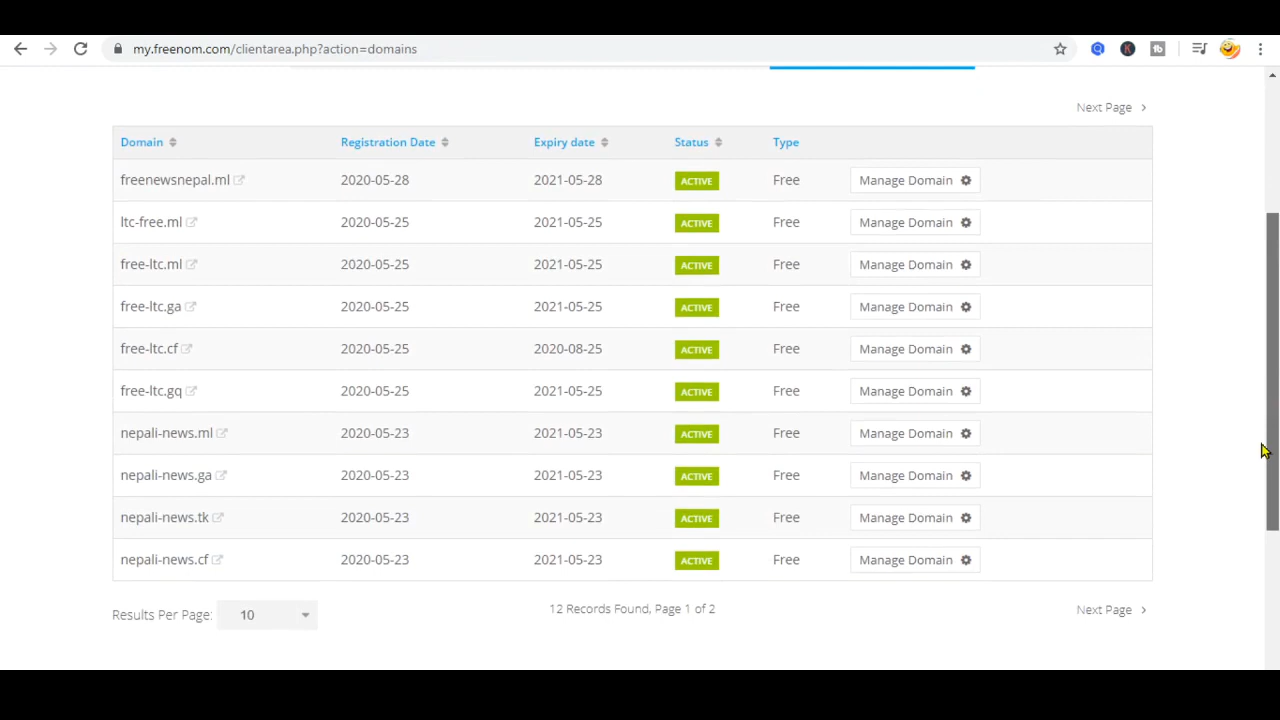 my.freenom.com/clientarea.php?action=domains
Next Page
Domain Registration Date Expiry date Status Type
freenewsnepal.ml 2020-05-28 2021-05-28 ACTIVE Free Manage Domain
ltc-free.ml 2020-05-25 2021-05-25 ACTIVE Free Manage Domain
free-ltc.ml 2020-05-25 2021-05-25 ACTIVE Free Manage Domain
free-ltc.ga 2020-05-25 2021-05-25 ACTIVE Free Manage Domain
free-ltc.cf 2020-05-25 2020-08-25 ACTIVE Free Manage Domain
free-ltc.gq 2020-05-25 2021-05-25 ACTIVE Free Manage Domain
nepali-news.ml 2020-05-23 2021-05-23 ACTIVE Free Manage Domain
nepali-news.ga 2020-05-23 2021-05-23 ACTIVE Free Manage Domain
nepali-news.tk 2020-05-23 2021-05-23 ACTIVE Free Manage Domain
nepali-news.cf 2020-05-23 2021-05-23 ACTIVE Free Manage Domain
Results Per Page: 10 12 Records Found, Page 1 of 2 Next Page